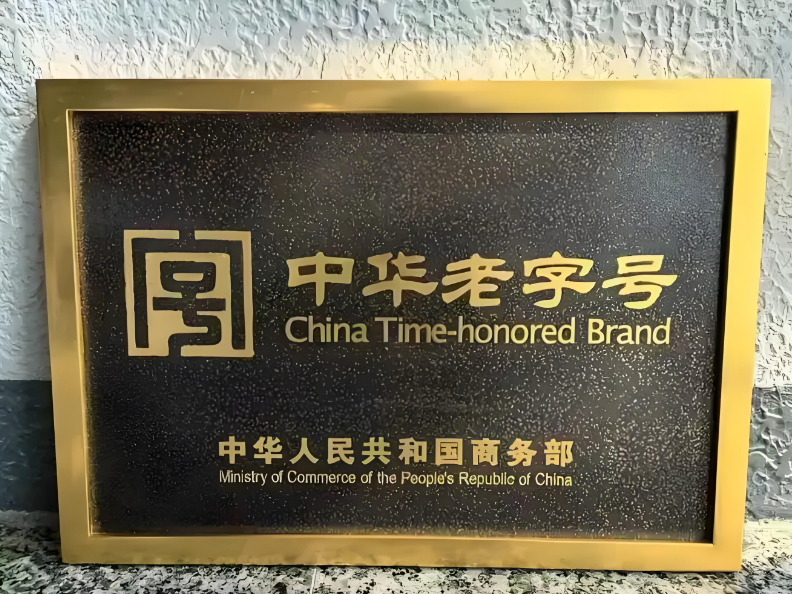 号
中华老字号
China Time-honored Brand
中华人民共和国商务部
Ministry of Commerce of the People's Republic of China